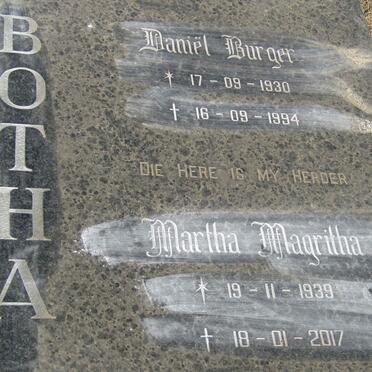 BOTHA
Daniël Burger
* 17-09-1930
† 16-09-1994
DIE HERE IS MY HERDER
Martha Magritha
* 19-11-1939
† 18-01-2017